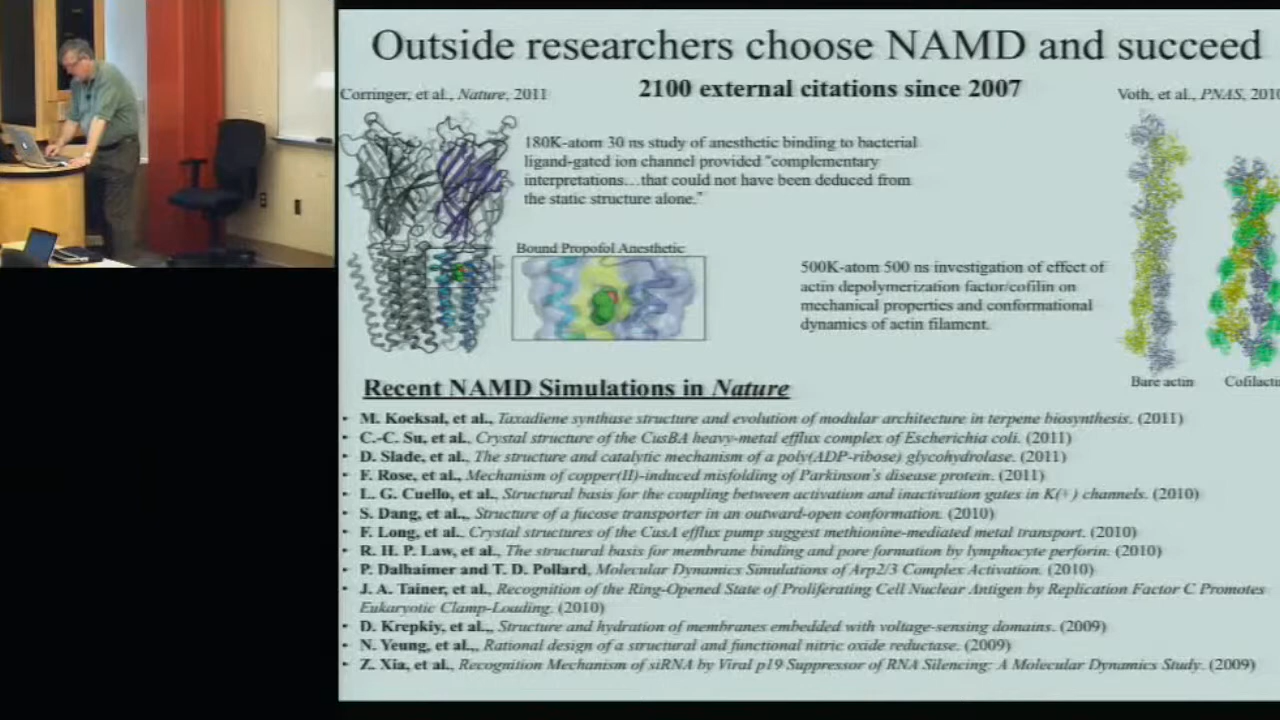 Outside researchers choose NAMD and succeed
2100 external citations since 2007
Corringer, et al., Nature, 2011
Voth, et al., PNAS, 2010
180K-atom 30 ns study of anesthetic binding to bacterial
ligand-gated ion channel provided "complementary
interpretations…that could not have been deduced from
the static structure alone."
Bound Propofol Anesthetic
500K-atom 500 ns investigation of effect of
actin depolymerization factor/cofilin on
mechanical properties and conformational
dynamics of actin filament.
Bare actin
Cofilactin
Recent NAMD Simulations in Nature
• M. Koeksal, et al., Taxadiene synthase structure and evolution of modular architecture in terpene biosynthesis. (2011)
• C.-C. Su, et al., Crystal structure of the CusBA heavy-metal efflux complex of Escherichia coli. (2011)
• D. Slade, et al., The structure and catalytic mechanism of a poly(ADP-ribose) glycohydrolase. (2011)
• F. Rose, et al., Mechanism of copper(II)-induced misfolding of Parkinson's disease protein. (2011)
• L. G. Cuello, et al., Structural basis for the coupling between activation and inactivation gates in K(+) channels. (2010)
• S. Dang, et al.,, Structure of a fucose transporter in an outward-open conformation. (2010)
• F. Long, et al., Crystal structures of the CusA efflux pump suggest methionine-mediated metal transport. (2010)
• R. H. P. Law, et al., The structural basis for membrane binding and pore formation by lymphocyte perforin. (2010)
• P. Dalhaimer and T. D. Pollard, Molecular Dynamics Simulations of Arp2/3 Complex Activation. (2010)
• J. A. Tainer, et al., Recognition of the Ring-Opened State of Proliferating Cell Nuclear Antigen by Replication Factor C Promotes
Eukaryotic Clamp-Loading. (2010)
• D. Krepkiy, et al.,, Structure and hydration of membranes embedded with voltage-sensing domains. (2009)
• N. Yeung, et al.,, Rational design of a structural and functional nitric oxide reductase. (2009)
• Z. Xia, et al., Recognition Mechanism of siRNA by Viral p19 Suppressor of RNA Silencing: A Molecular Dynamics Study. (2009)